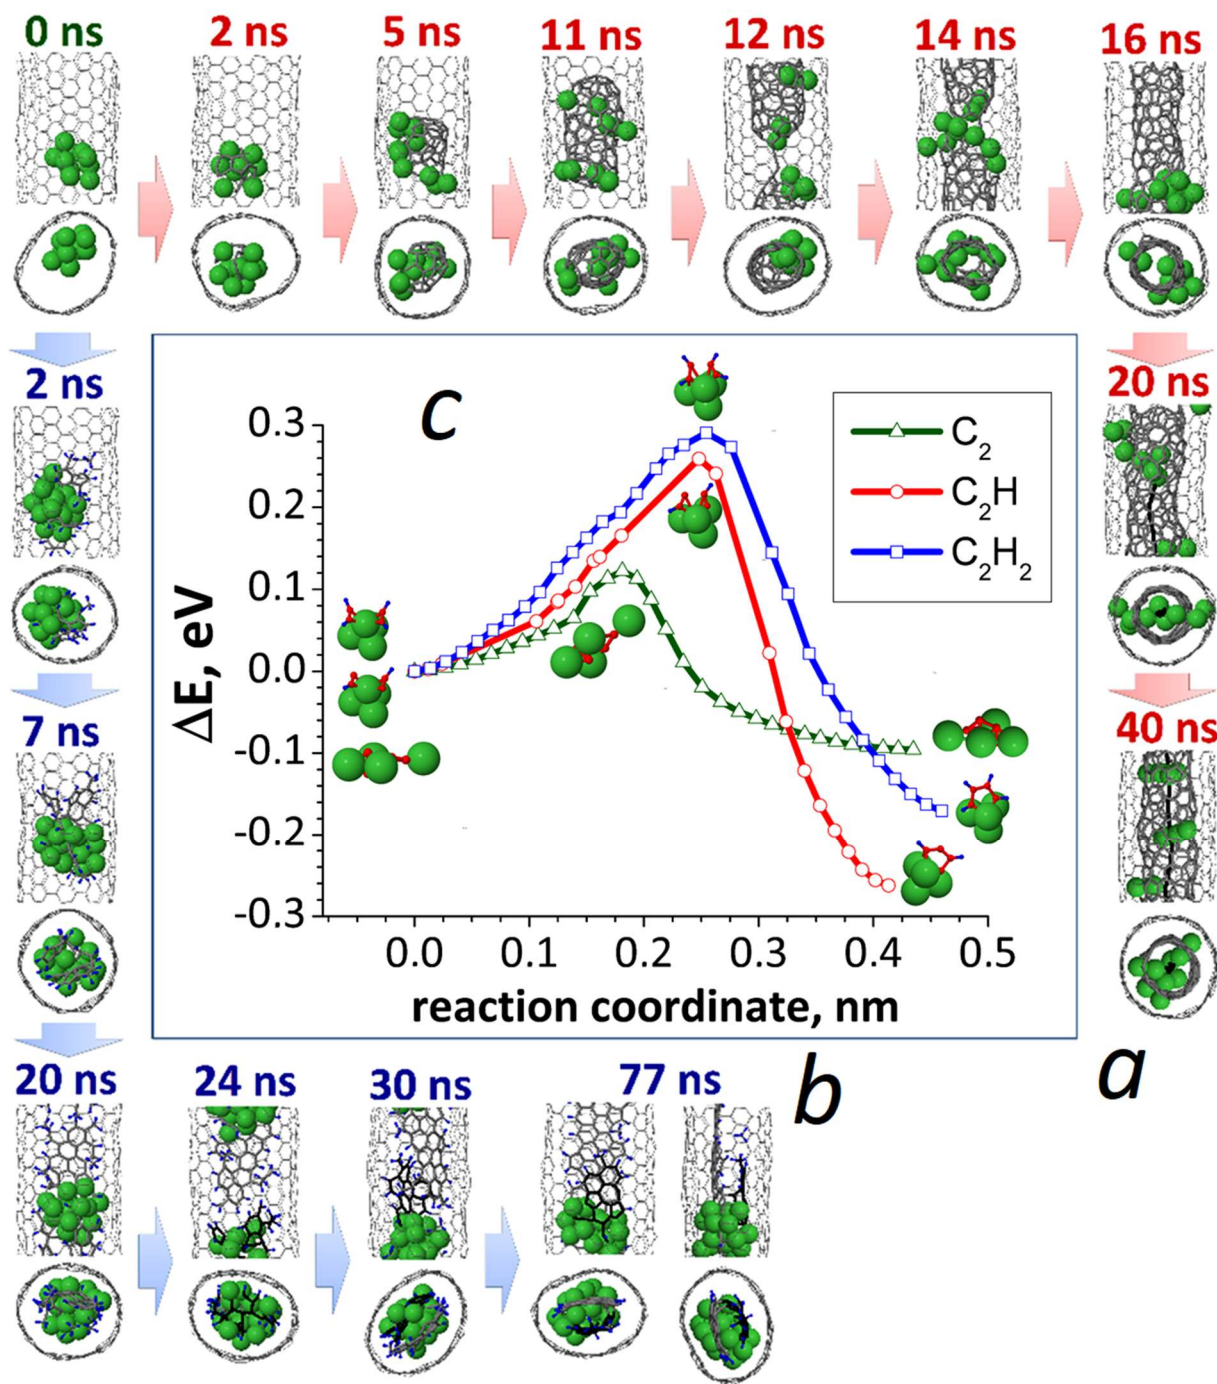 0 ns 2 ns 5 ns 11 ns 12 ns 14 ns 16 ns
2 ns
20 ns
7 ns
40 ns
c
C2
C2H
C2H2
0.3
0.2
0.1
0.0
-0.1
-0.2
-0.3
ΔE, eV
0.0 0.1 0.2 0.3 0.4 0.5
reaction coordinate, nm
20 ns 24 ns 30 ns 77 ns
b
a